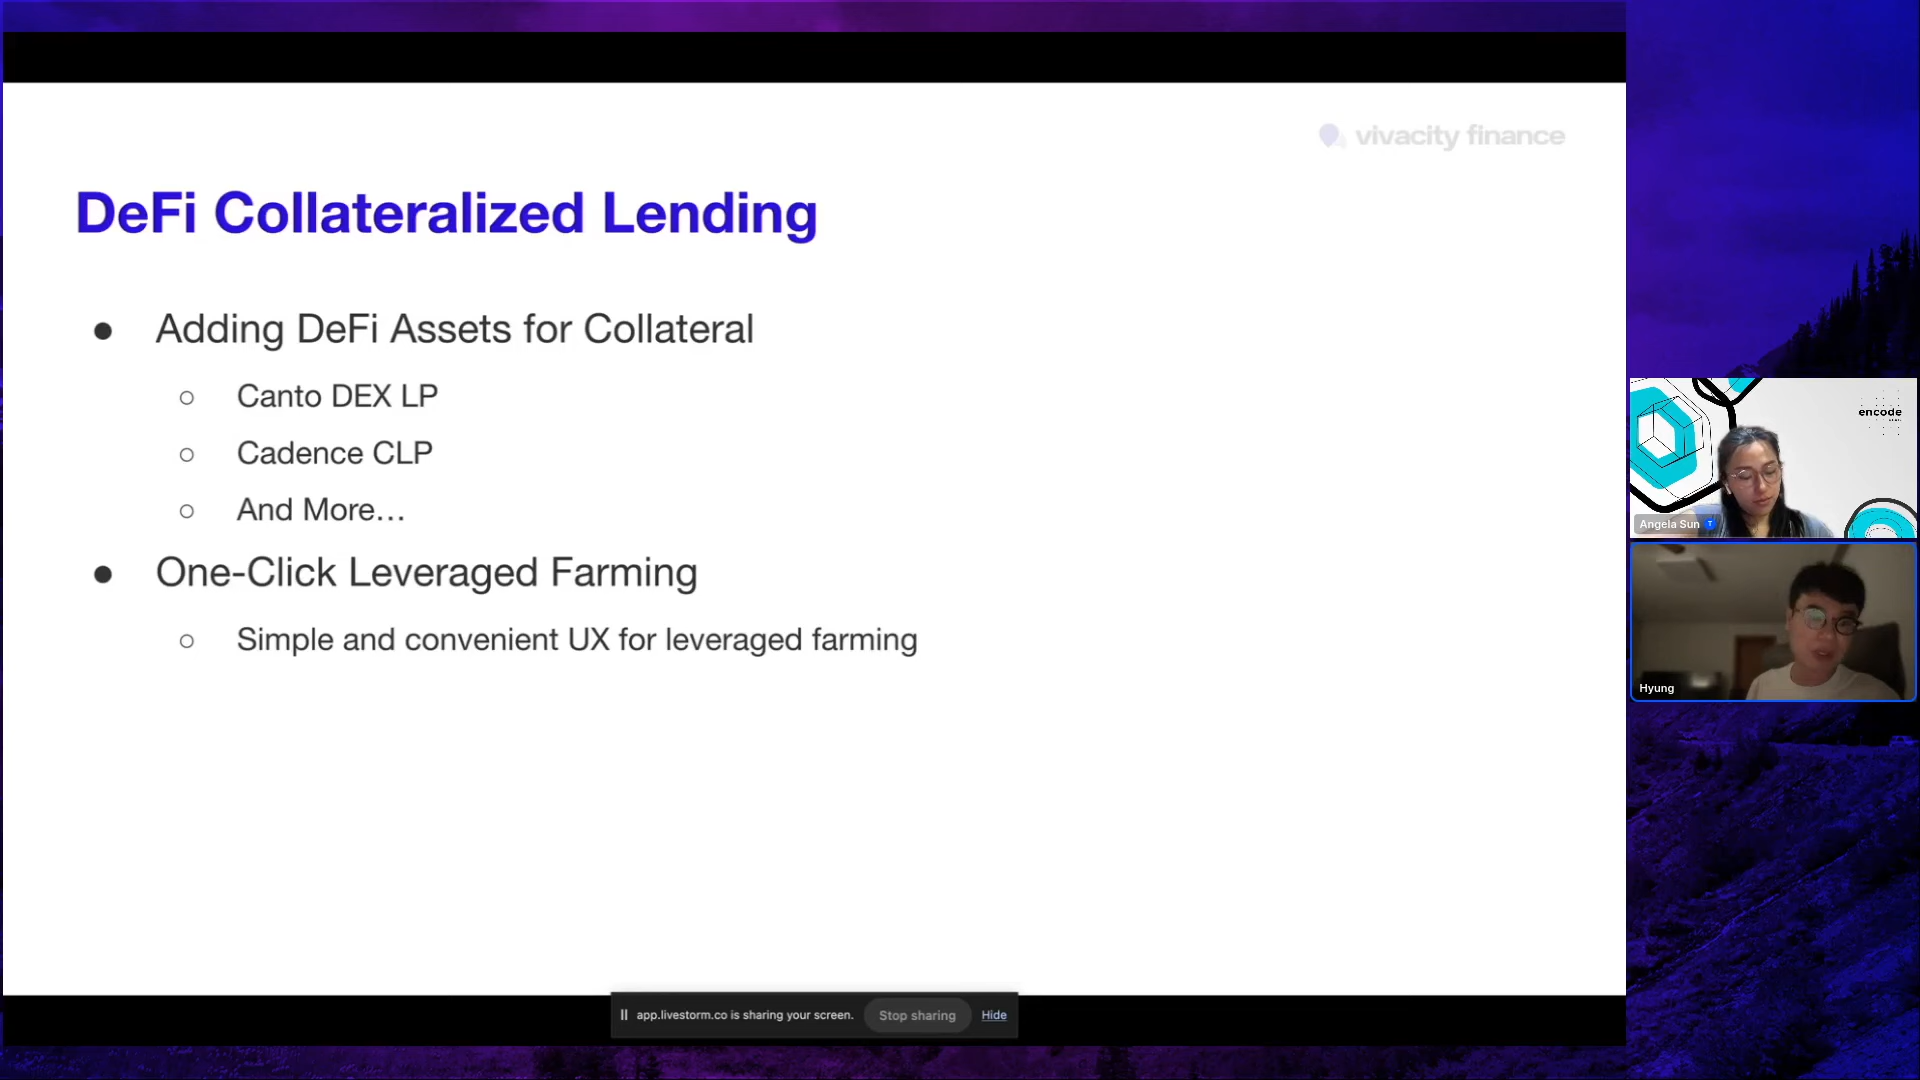 vivacity finance
DeFi Collateralized Lending
● Adding DeFi Assets for Collateral
○ Canto DEX LP
○ Cadence CLP
○ And More…
● One-Click Leveraged Farming
○ Simple and convenient UX for leveraged farming
encode
Angela Sun T
Hyung
app.livestorm.co is sharing your screen. Stop sharing Hide